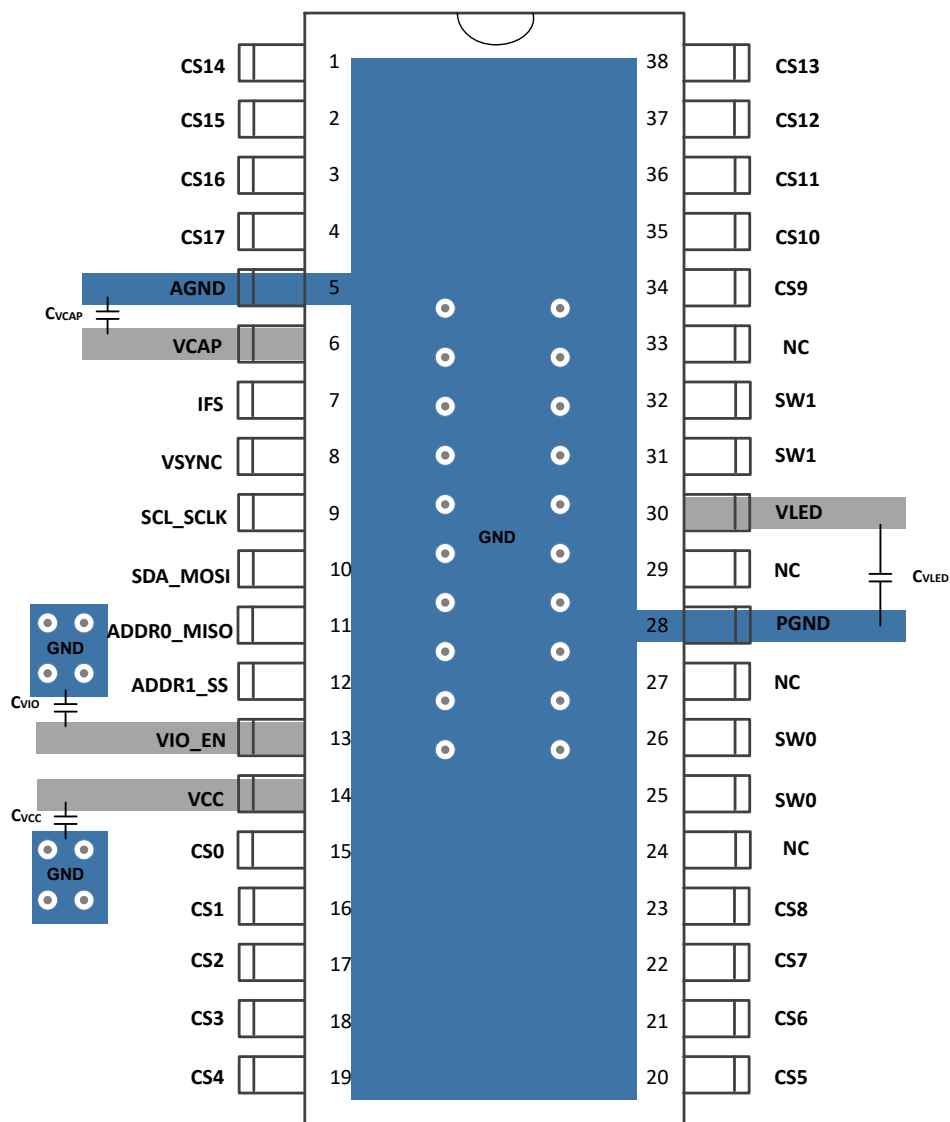 CS14 1 38 CS13
CS15 2 37 CS12
CS16 3 36 CS11
CS17 4 35 CS10
AGND 5 34 CS9
CVCAP
VCAP 6 33 NC
IFS 7 32 SW1
VSYNC 8 31 SW1
SCL_SCLK 9 30 VLED
GND
SDA_MOSI 10 29 NC
CVLED
ADDR0_MISO 11 28 PGND
GND
ADDR1_SS 12 27 NC
CVIO
VIO_EN 13 26 SW0
VCC 14 25 SW0
CVCC
CS0 15 24 NC
GND
CS1 16 23 CS8
CS2 17 22 CS7
CS3 18 21 CS6
CS4 19 20 CS5